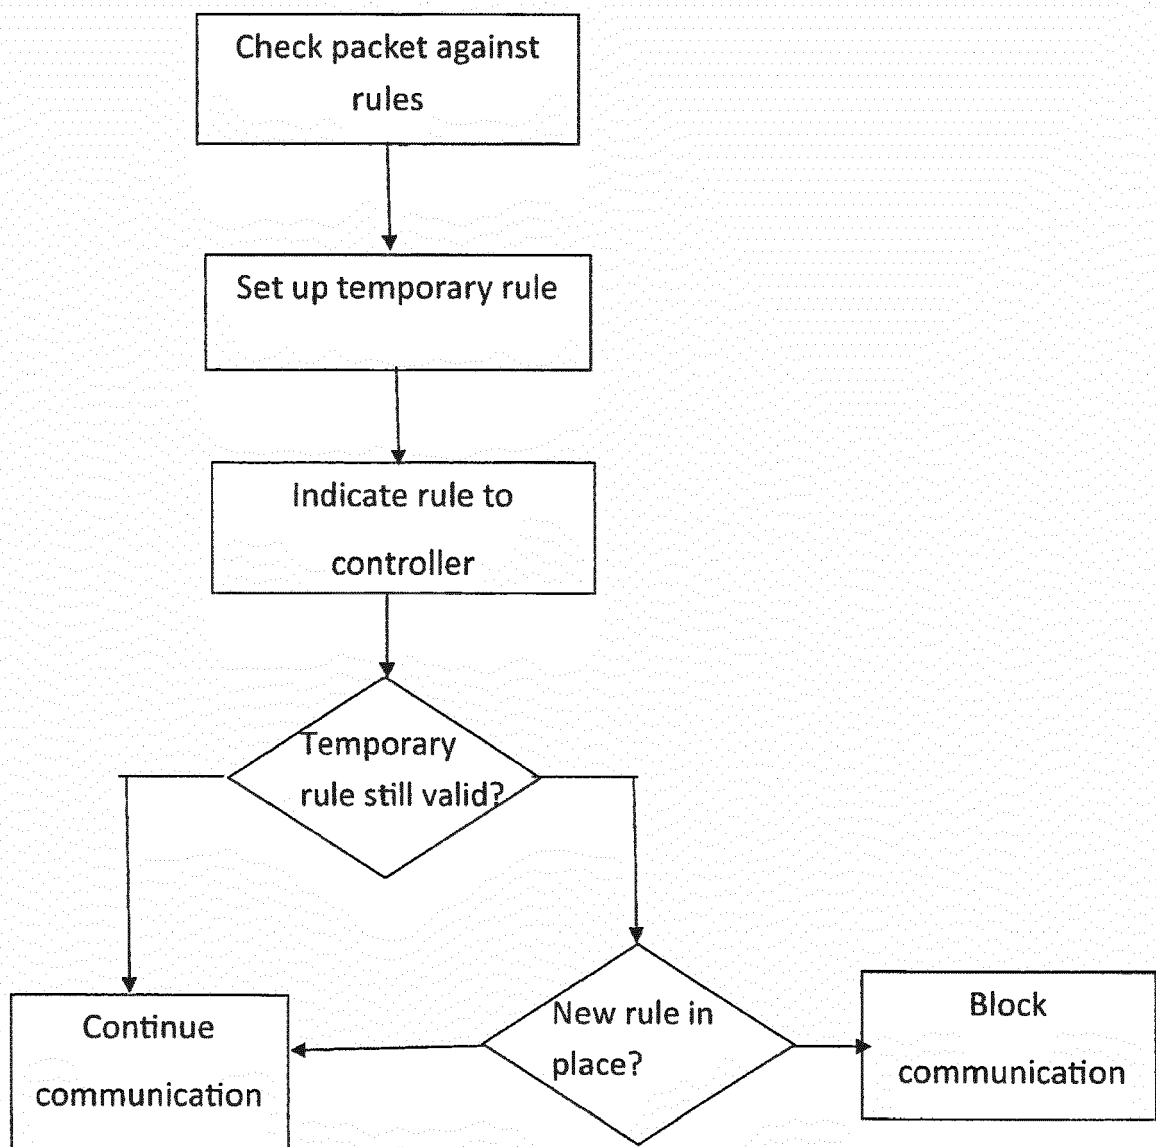 Check packet against
rules
Set up temporary rule
Indicate rule to
controller
Temporary
rule still valid?
New rule in
place?
Block
communication
Continue
communication